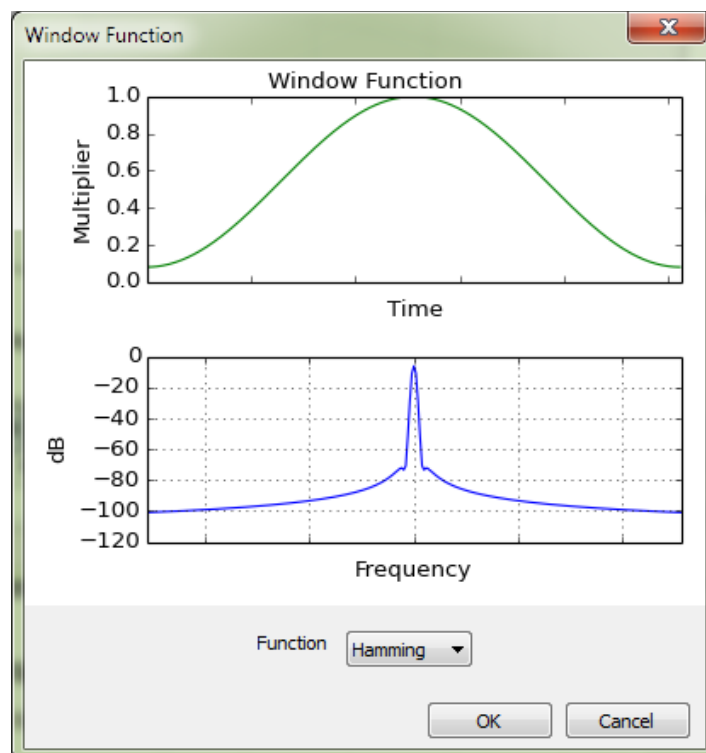 Window Function
Window Function
1.0
0.8
0.6
0.4
0.2
0.0
Multiplier
Time
0
−20
−40
−60
−80
−100
−120
dB
Frequency
Function Hamming
OK Cancel